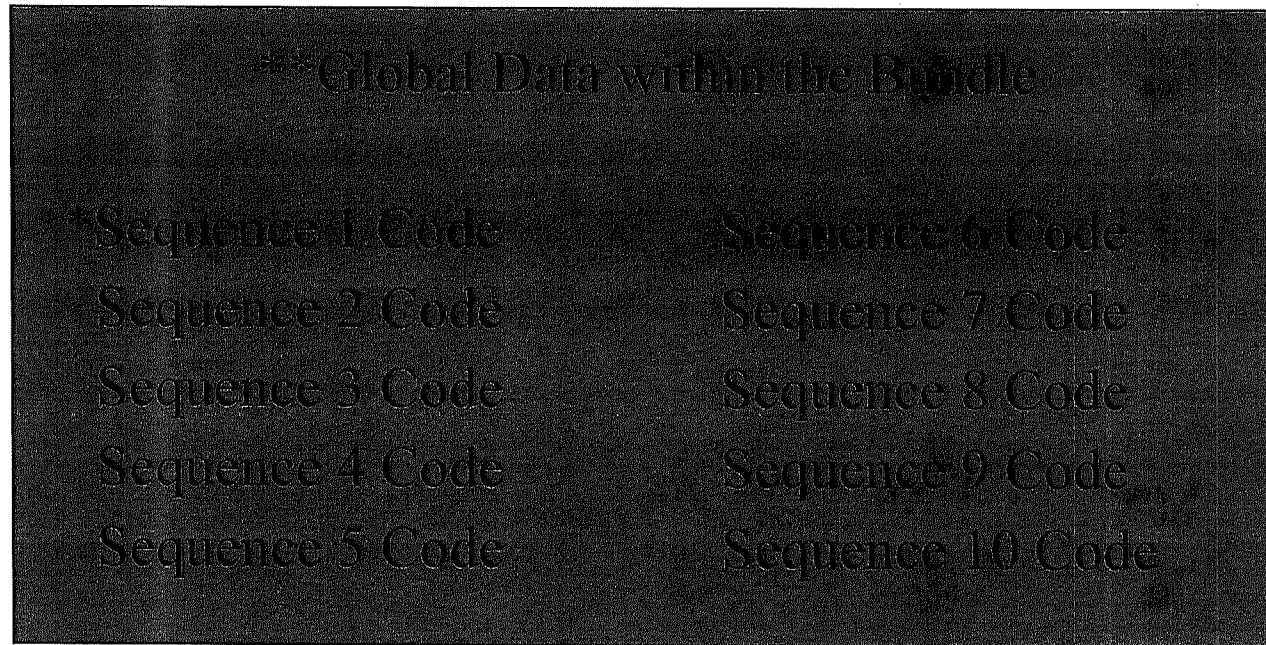 **Global Data within the Bundle
*Sequence 1 Code
Sequence 2 Code
Sequence 3 Code
Sequence 4 Code
Sequence 5 Code
Sequence 6 Code
Sequence 7 Code
Sequence 8 Code
Sequence 9 Code
Sequence 10 Code